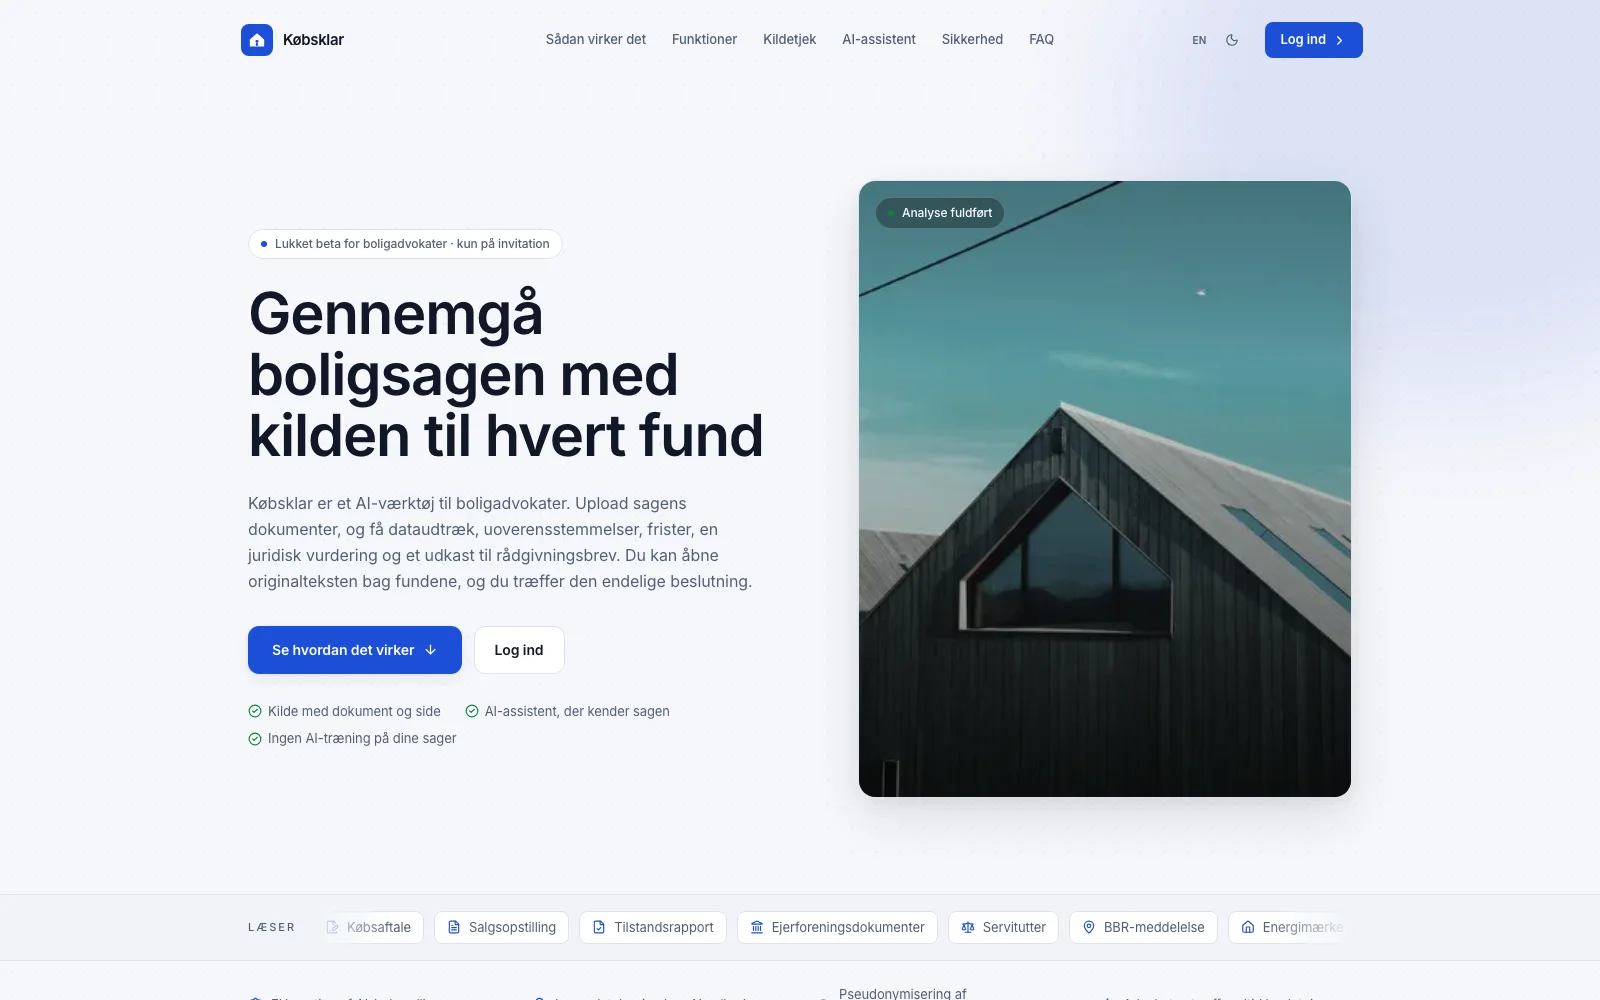 Købsklar
Sådan virker det
Funktioner
Kildetjek
AI-assistent
Sikkerhed
FAQ
EN
Log ind
Lukket beta for boligadvokater · kun på invitation
Gennemgå
boligsagen med
kilden til hvert fund
Købsklar er et AI-værktøj til boligadvokater. Upload sagens
dokumenter, og få dataudtræk, uoverensstemmelser, frister, en
juridisk vurdering og et udkast til rådgivningsbrev. Du kan åbne
originalteksten bag fundene, og du træffer den endelige beslutning.
Se hvordan det virker
Log ind
Kilde med dokument og side
AI-assistent, der kender sagen
Ingen AI-træning på dine sager
Analyse fuldført
LÆSER
Købsaftale
Salgsopstilling
Tilstandsrapport
Ejerforeningsdokumenter
Servitutter
BBR-meddelelse
Energimærke
Pseudonymisering af